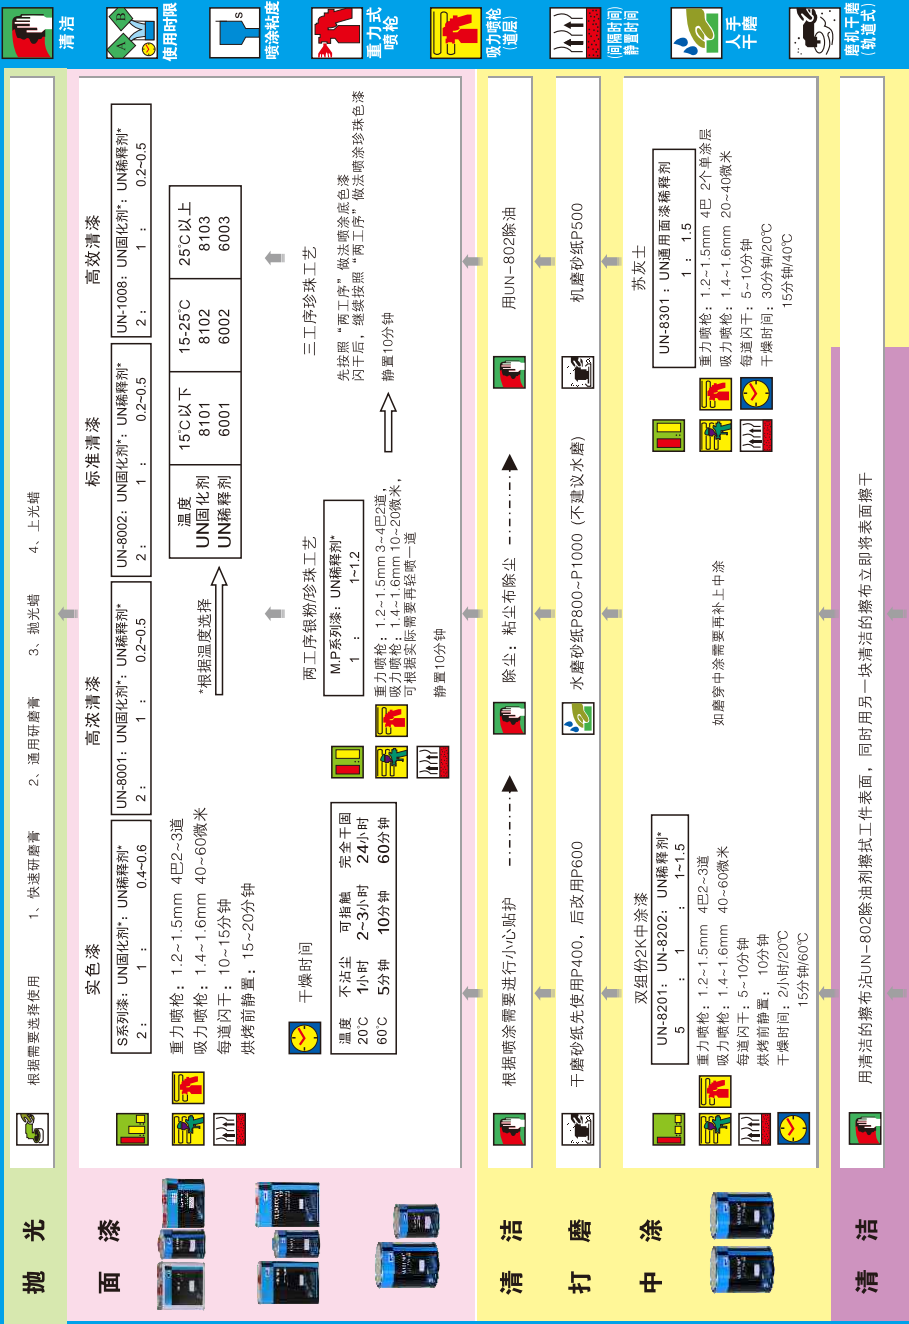 抛光
根据需要选择使用 1、快速研磨膏 2、通用研磨膏 3、抛光蜡 4、上光蜡
面漆
实色漆 高浓清漆 标准清漆 高效清漆
S系列漆：UN固化剂*：UN稀释剂*
2 : 1 : 0.4~0.6
UN-8001：UN固化剂*：UN稀释剂*
2 : 1 : 0.2~0.5
UN-8002：UN固化剂*：UN稀释剂*
2 : 1 : 0.2~0.5
UN-1008：UN固化剂*：UN稀释剂*
2 : 1 : 0.2~0.5
重力喷枪：1.2~1.5mm 4巴2~3道
吸力喷枪：1.4~1.6mm 40~60微米
每道闪干：10~15分钟
烘烤前静置：15~20分钟
*根据温度选择
温度 15℃以下 15-25℃ 25℃以上
UN固化剂 8101 8102 8103
UN稀释剂 6001 6002 6003
干燥时间
温度 不沾尘 可指触 完全干固
20℃ 1小时 2~3小时 24小时
60℃ 5分钟 10分钟 60分钟
两工序银粉/珍珠工艺
M.P系列漆：UN稀释剂*
1 : 1~1.2
重力喷枪：1.2~1.5mm 3~4巴2道，
吸力喷枪：1.4~1.6mm 10~20微米，
可根据实际需要再轻喷一道
静置10分钟
三工序珍珠工艺
先按照“两工序”做法喷涂底色漆
闪干后，继续按照“两工序”做法喷涂珍珠色漆
静置10分钟
清洁
根据喷涂需要进行小心贴护 除尘：粘尘布除尘 用UN-802除油
打磨
干磨砂纸先使用P400，后改用P600 水磨砂纸P800~P1000 (不建议水磨) 机磨砂纸P500
中涂
双组份2K中涂漆
UN-8201：UN-8202：UN稀释剂*
5 : 1 : 1~1.5
重力喷枪：1.2~1.5mm 4巴2~3道
吸力喷枪：1.4~1.6mm 40~60微米
每道闪干：5~10分钟
烘烤前静置： 10分钟
干燥时间：2小时/20℃
15分钟/60℃
如磨穿中涂需要再补上中涂
苏灰士
UN-8301：UN通用面漆稀释剂
1 : 1.5
重力喷枪：1.2~1.5mm 4巴 2个单涂层
吸力喷枪：1.4~1.6mm 20~40微米
每道闪干：5~10分钟
干燥时间：30分钟/20℃
15分钟/40℃
清洁
用清洁的擦布沾UN-802除油剂擦拭工件表面，同时用另一块清洁的擦布立即将表面擦干
清洁
使用时限
喷涂粘度
重力式
喷枪
吸力喷枪
(道层)
(间隔时间)
静置时间
人手
干磨
磨机干磨
(轨道式)